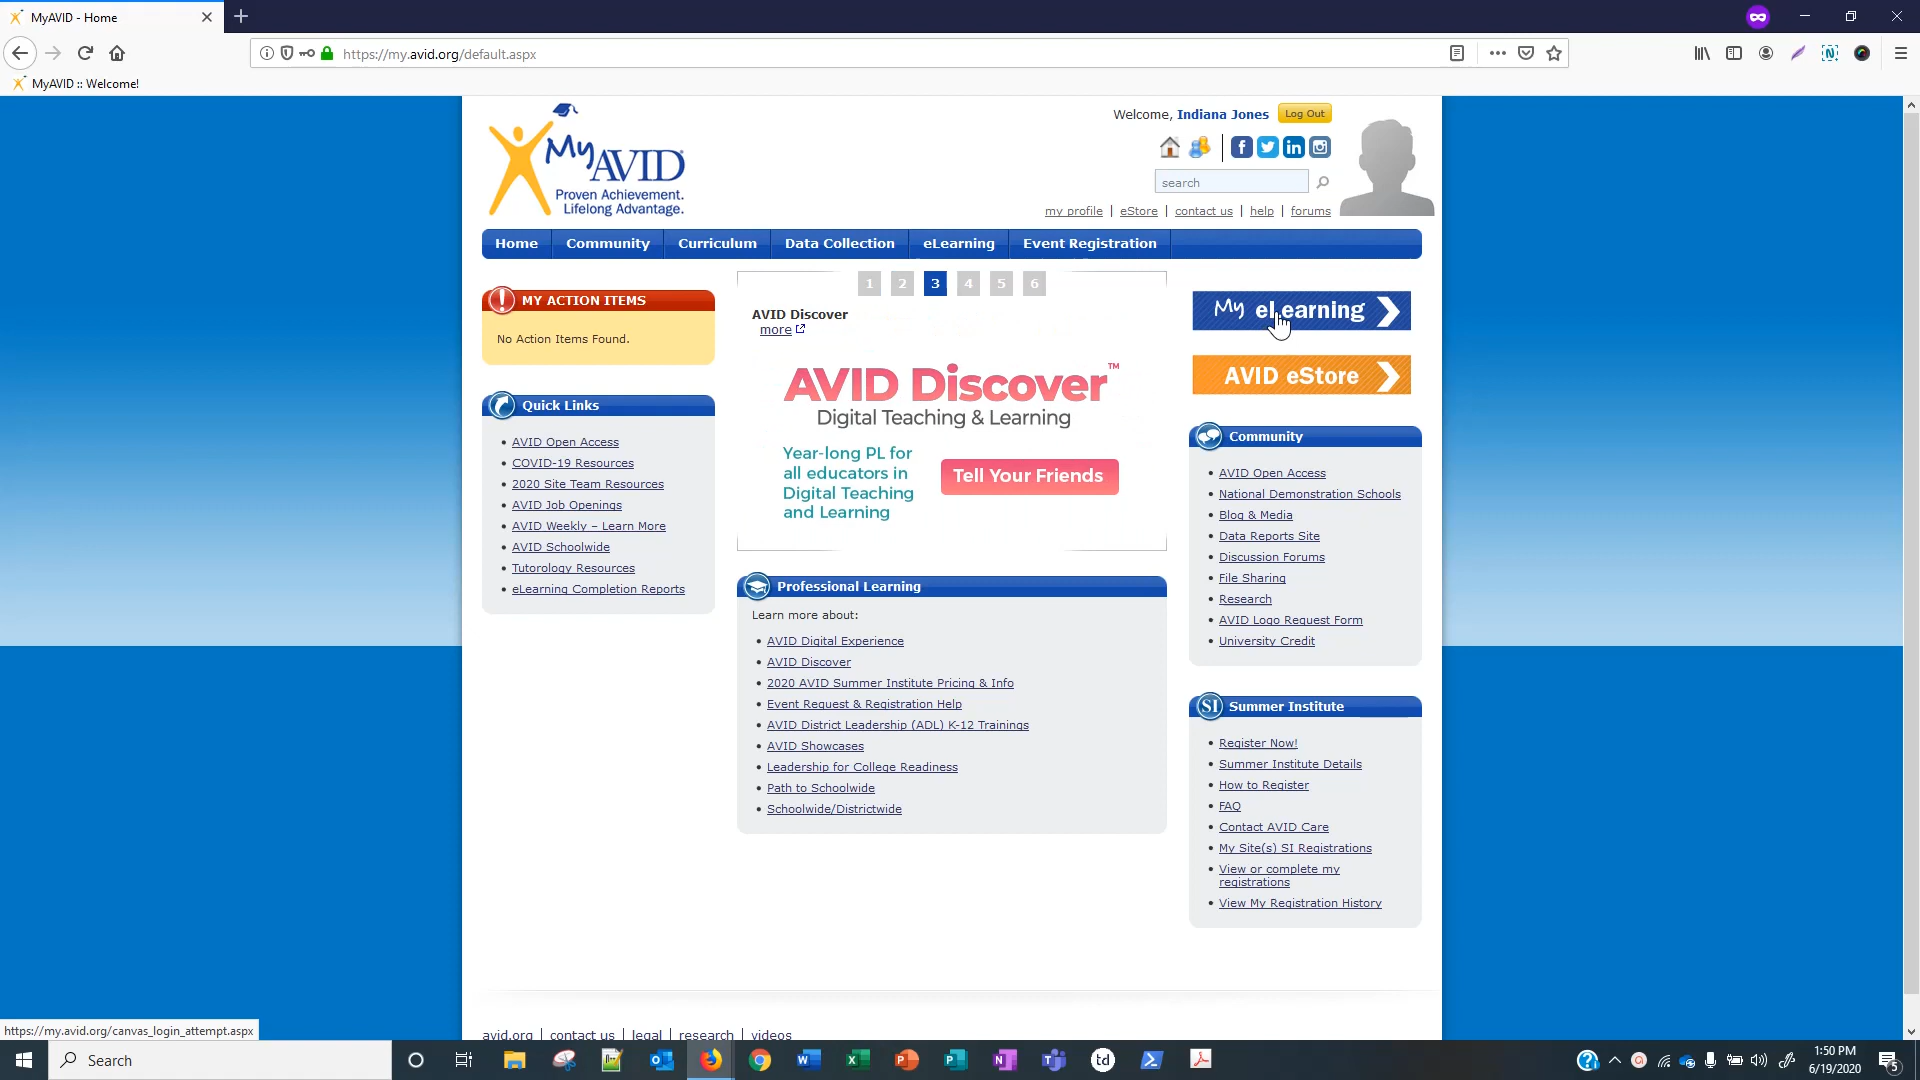 MyAVID - Home
https://my.avid.org/default.aspx
MyAVID :: Welcome!
My AVID
Proven Achievement.
Lifelong Advantage.
Welcome, Indiana Jones Log Out
search
my profile | eStore | contact us | help | forums
Home Community Curriculum Data Collection eLearning Event Registration
MY ACTION ITEMS
No Action Items Found.
Quick Links
AVID Open Access
COVID-19 Resources
2020 Site Team Resources
AVID Job Openings
AVID Weekly – Learn More
AVID Schoolwide
Tutorology Resources
eLearning Completion Reports
1 2 3 4 5 6
AVID Discover
more
AVID Discover™
Digital Teaching & Learning
Year-long PL for
all educators in
Digital Teaching
and Learning
Tell Your Friends
Professional Learning
Learn more about:
AVID Digital Experience
AVID Discover
2020 AVID Summer Institute Pricing & Info
Event Request & Registration Help
AVID District Leadership (ADL) K-12 Trainings
AVID Showcases
Leadership for College Readiness
Path to Schoolwide
Schoolwide/Districtwide
My eLearning
AVID eStore
Community
AVID Open Access
National Demonstration Schools
Blog & Media
Data Reports Site
Discussion Forums
File Sharing
Research
AVID Logo Request Form
University Credit
SI Summer Institute
Register Now!
Summer Institute Details
How to Register
FAQ
Contact AVID Care
My Site(s) SI Registrations
View or complete my
registrations
View My Registration History
avid.org | contact us | legal | research | videos
https://my.avid.org/canvas_login_attempt.aspx
Search
td
1:50 PM
6/19/2020
5